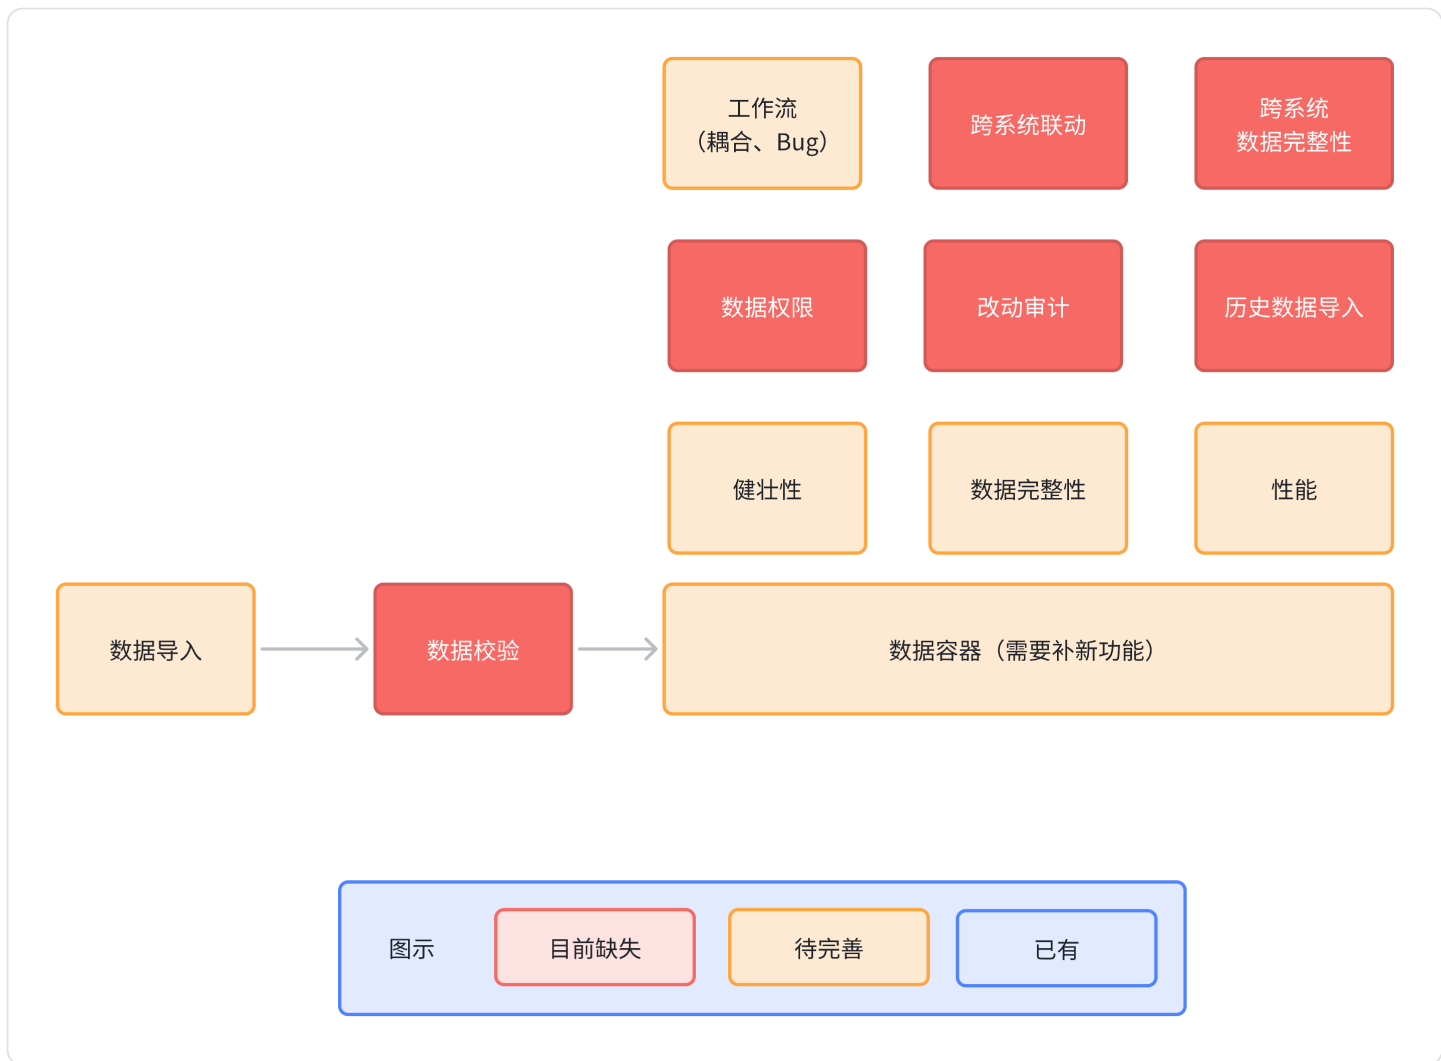 工作流
（耦合、Bug）
跨系统联动
跨系统
数据完整性
数据权限
改动审计
历史数据导入
健壮性
数据完整性
性能
数据导入
数据校验
数据容器（需要补新功能）
图示
目前缺失
待完善
已有